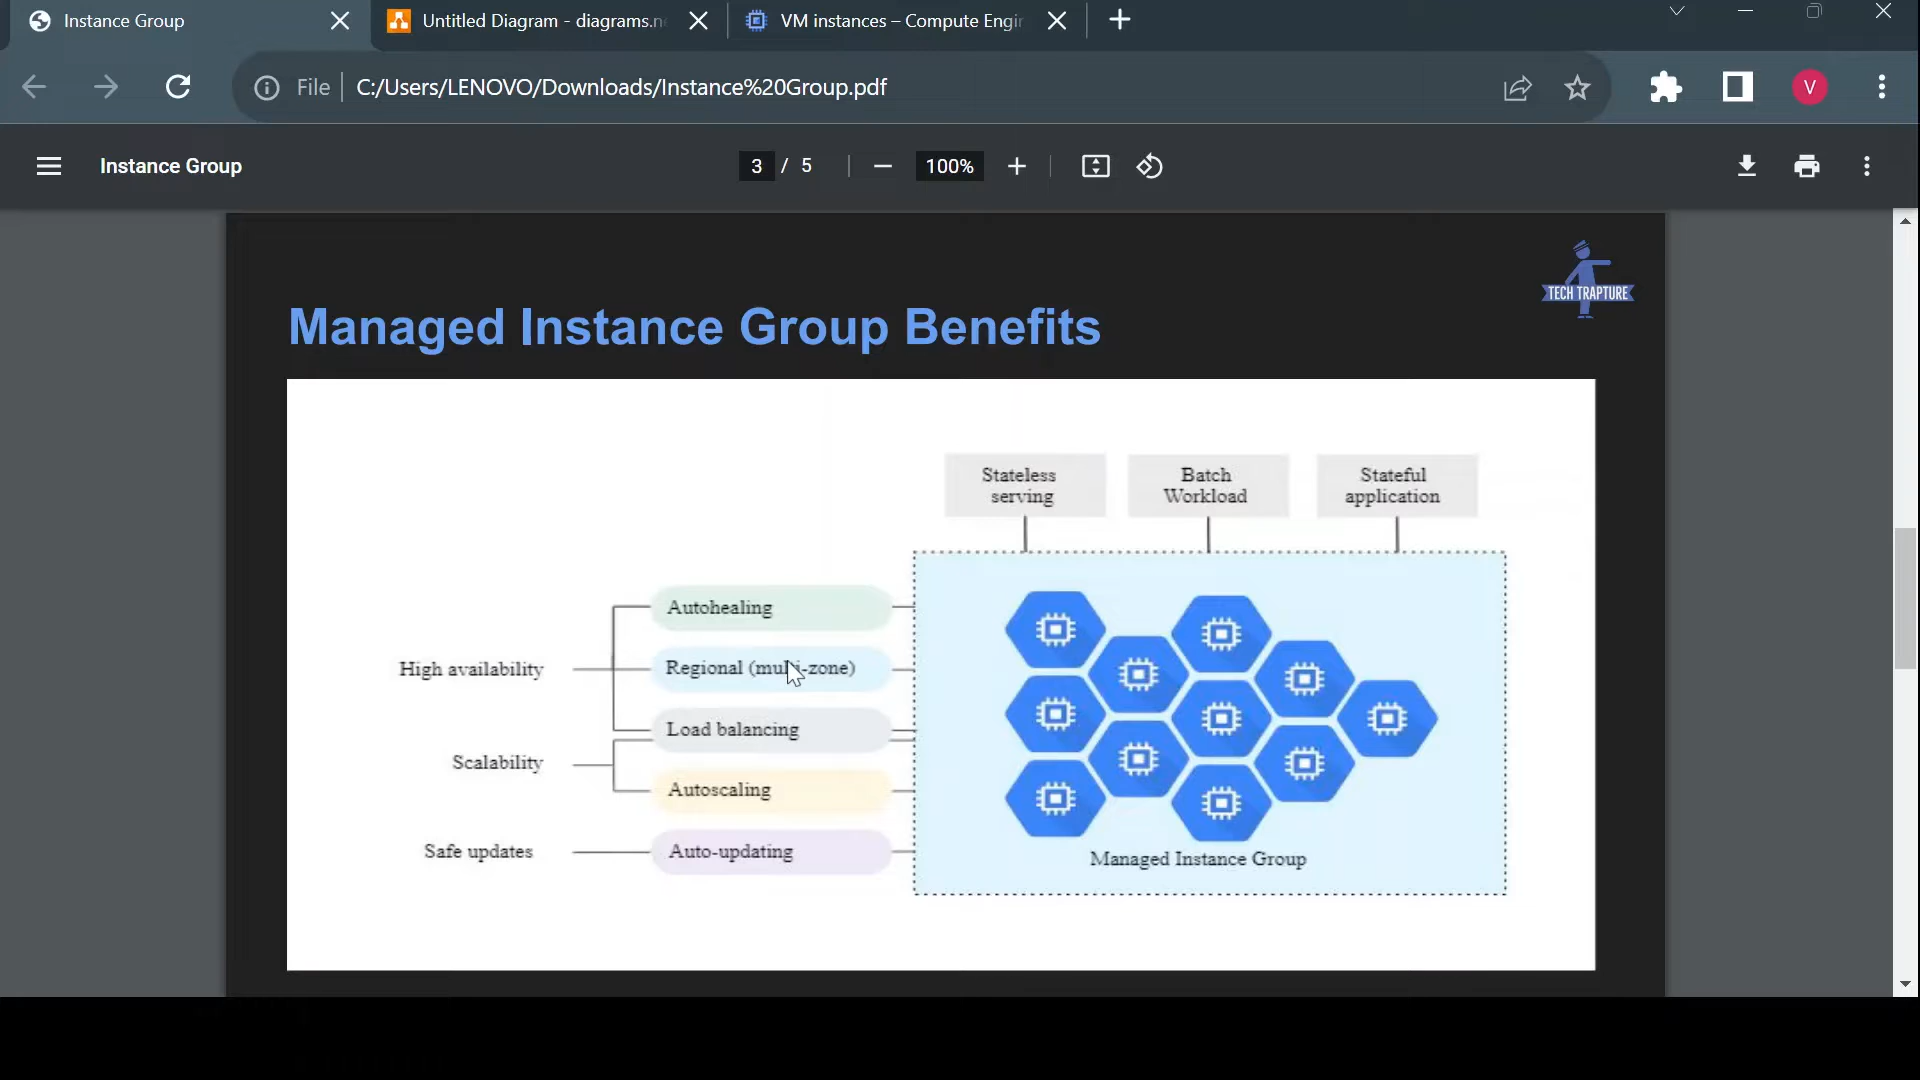 Instance Group
Untitled Diagram - diagrams.n
VM instances – Compute Engi
File
C:/Users/LENOVO/Downloads/Instance%20Group.pdf
V
Instance Group
3 / 5
100%
TECH TRAPTURE
Managed Instance Group Benefits
Stateless
serving
Batch
Workload
Stateful
application
Autohealing
High availability
Regional (multi-zone)
Load balancing
Scalability
Autoscaling
Safe updates
Auto-updating
Managed Instance Group